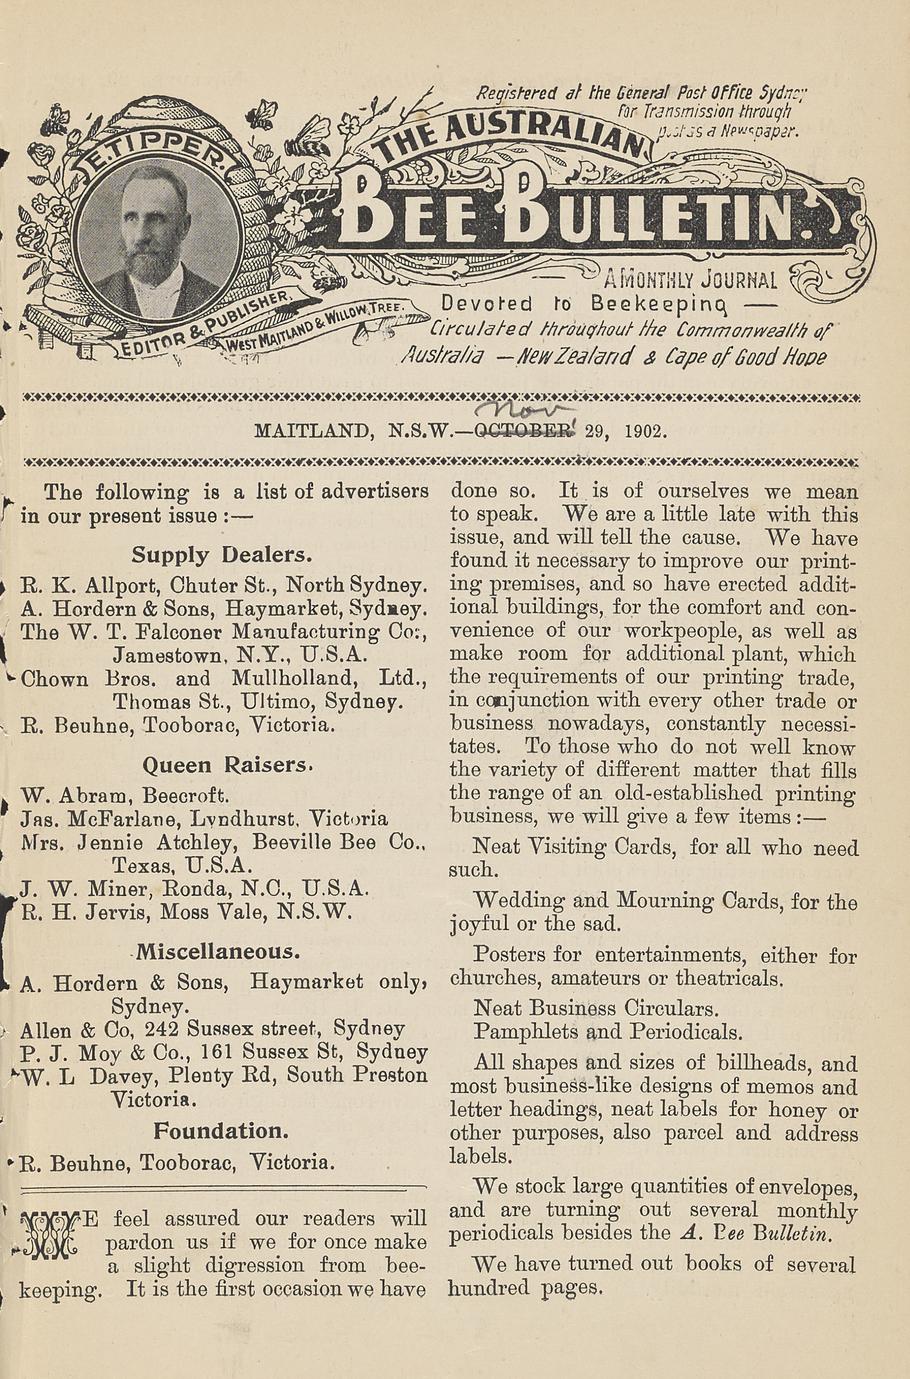 Registered at the General Post Office Sydney
for Transmission through
post as a Newspaper.
THE AUSTRALIAN
BEE BULLETIN.
E. TIPPER.
EDITOR & PUBLISHER.
WEST MAITLAND & WILLOW TREE.
A MONTHLY JOURNAL
Devoted to Beekeeping —
Circulated throughout the Commonwealth of
Australia — New Zealand & Cape of Good Hope
Nov
MAITLAND, N.S.W.—OCTOBER 29, 1902.
The following is a list of advertisers
in our present issue :—
Supply Dealers.
R. K. Allport, Chuter St., North Sydney.
A. Hordern & Sons, Haymarket, Sydney.
The W. T. Falconer Manufacturing Co:,
Jamestown, N.Y., U.S.A.
Chown Bros. and Mullholland, Ltd.,
Thomas St., Ultimo, Sydney.
R. Beuhne, Tooborac, Victoria.
Queen Raisers.
W. Abram, Beecroft.
Jas. McFarlane, Lyndhurst, Victoria
Mrs. Jennie Atchley, Beeville Bee Co.,
Texas, U.S.A.
J. W. Miner, Ronda, N.C., U.S.A.
R. H. Jervis, Moss Vale, N.S.W.
Miscellaneous.
A. Hordern & Sons, Haymarket only,
Sydney.
Allen & Co, 242 Sussex street, Sydney
P. J. Moy & Co., 161 Sussex St, Sydney
W. L Davey, Plenty Rd, South Preston
Victoria.
Foundation.
R. Beuhne, Tooborac, Victoria.
WE feel assured our readers will
pardon us if we for once make
a slight digression from bee-
keeping. It is the first occasion we have
done so. It is of ourselves we mean
to speak. We are a little late with this
issue, and will tell the cause. We have
found it necessary to improve our print-
ing premises, and so have erected addit-
ional buildings, for the comfort and con-
venience of our workpeople, as well as
make room for additional plant, which
the requirements of our printing trade,
in conjunction with every other trade or
business nowadays, constantly necessi-
tates. To those who do not well know
the variety of different matter that fills
the range of an old-established printing
business, we will give a few items :—
Neat Visiting Cards, for all who need
such.
Wedding and Mourning Cards, for the
joyful or the sad.
Posters for entertainments, either for
churches, amateurs or theatricals.
Neat Business Circulars.
Pamphlets and Periodicals.
All shapes and sizes of billheads, and
most business-like designs of memos and
letter headings, neat labels for honey or
other purposes, also parcel and address
labels.
We stock large quantities of envelopes,
and are turning out several monthly
periodicals besides the A. Bee Bulletin.
We have turned out books of several
hundred pages.